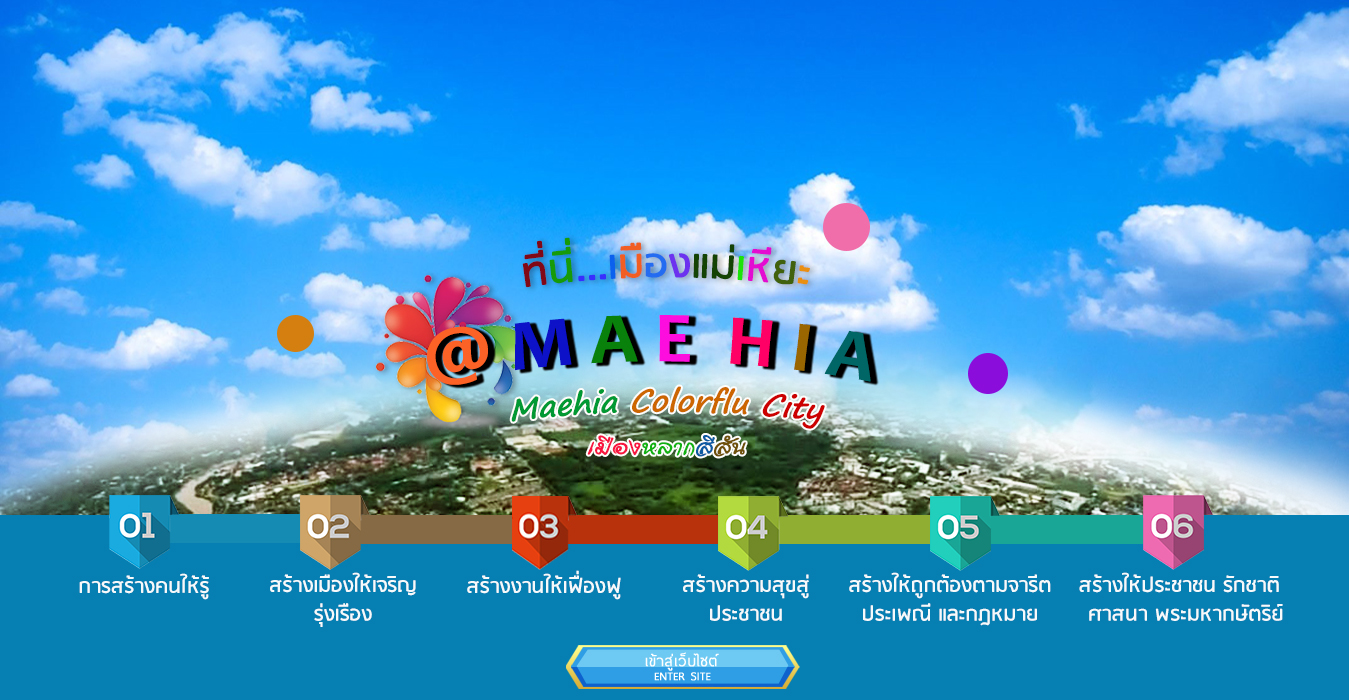 ที่นี่...เมืองแม่เหียะ
@MAE HIA
Maehia Colorflu City
เมืองหลากสีสัน
01
02
03
04
05
06
การสร้างคนให้รู้
สร้างเมืองให้เจริญ
รุ่งเรือง
สร้างงานให้เฟื่องฟู
สร้างความสุขสู่
ประชาชน
สร้างให้ถูกต้องตามจารีต
ประเพณี และกฎหมาย
สร้างให้ประชาชน รักชาติ
ศาสนา พระมหากษัตริย์
เข้าสู่เว็บไซต์
ENTER SITE